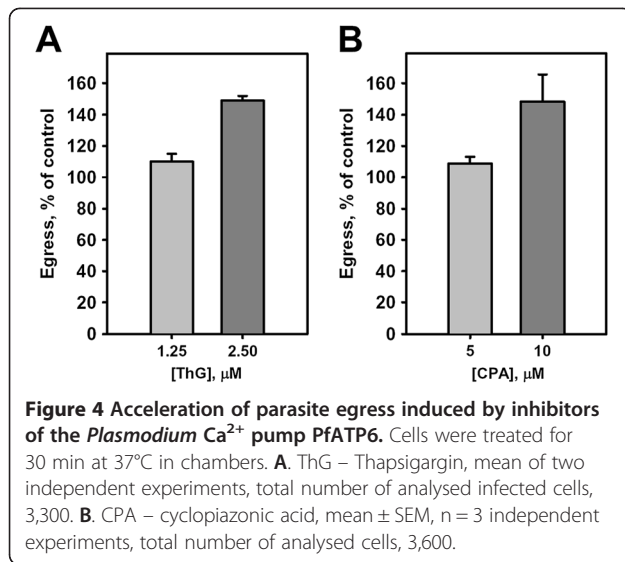 A
B
Egress, % of control
160
140
120
100
80
60
40
20
0
1.25 2.50
[ThG], µM
Egress, % of control
160
140
120
100
80
60
40
20
0
5 10
[CPA], µM
Figure 4 Acceleration of parasite egress induced by inhibitors
of the Plasmodium Ca²⁺ pump PfATP6. Cells were treated for
30 min at 37°C in chambers. A. ThG – Thapsigargin, mean of two
independent experiments, total number of analysed infected cells,
3,300. B. CPA – cyclopiazonic acid, mean ± SEM, n = 3 independent
experiments, total number of analysed cells, 3,600.